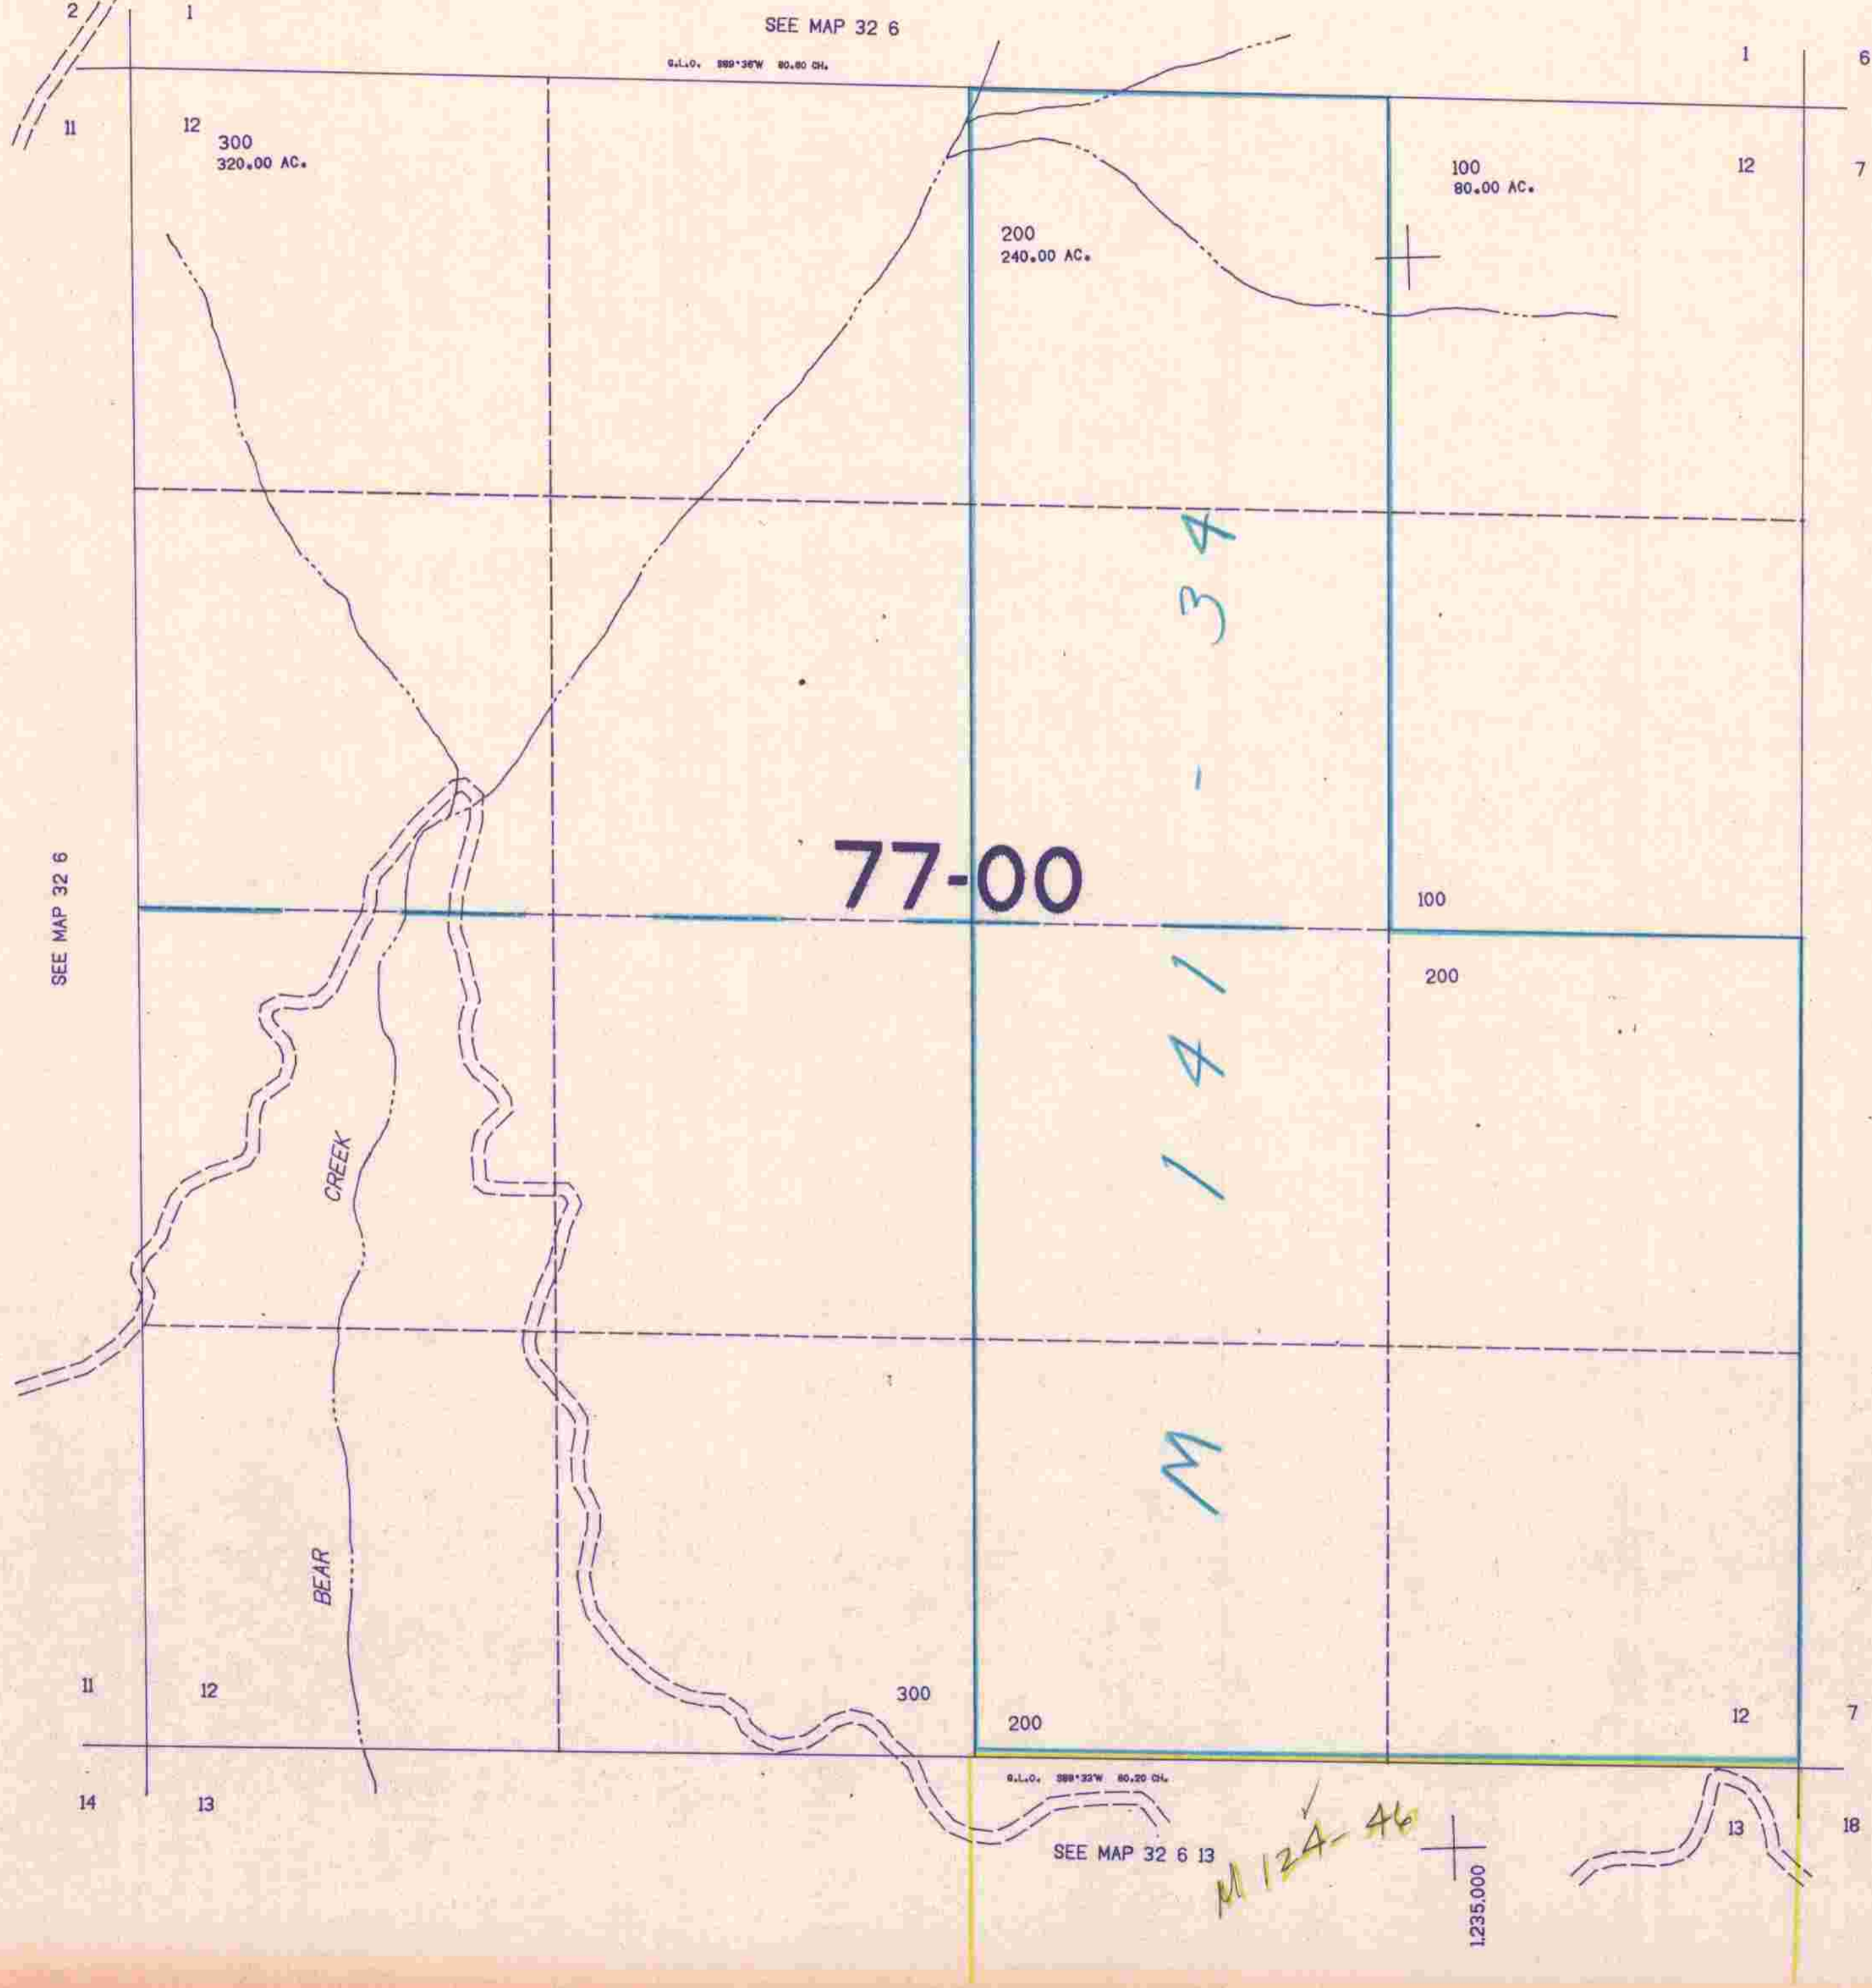 2 1
SEE MAP 32 6
G.L.O. S89°36'W 80.80 CH.
1 6
11 12
300
320.00 AC.
100
80.00 AC.
12 7
200
240.00 AC.
M 141-34
77-00
SEE MAP 32 6
100
200
CREEK
BEAR
11 12
300
200
12 7
G.L.O. S89°32'W 80.20 CH.
14 13
SEE MAP 32 6 13
M 124-46
13 18
1,235,000